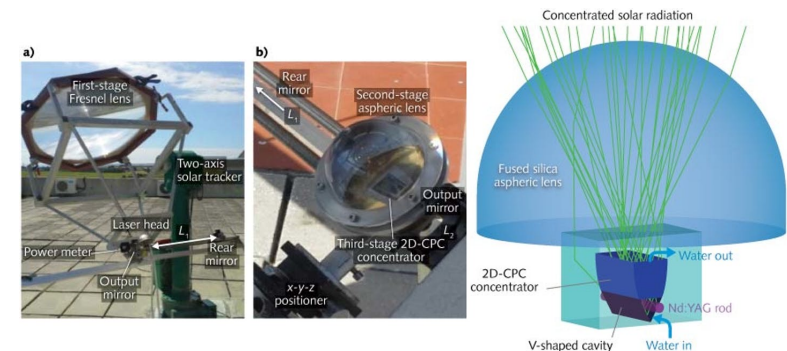 a)
First-stage
Fresnel lens
Two-axis
solar tracker
Laser head
L₁
Power meter
Rear
mirror
Output
mirror
b)
Rear
mirror
L₁
Second-stage
aspheric lens
Output
mirror
L₂
Third-stage 2D-CPC
concentrator
x-y-z
positioner
Concentrated solar radiation
Fused silica
aspheric lens
Water out
2D-CPC
concentrator
Nd:YAG rod
V-shaped cavity
Water in